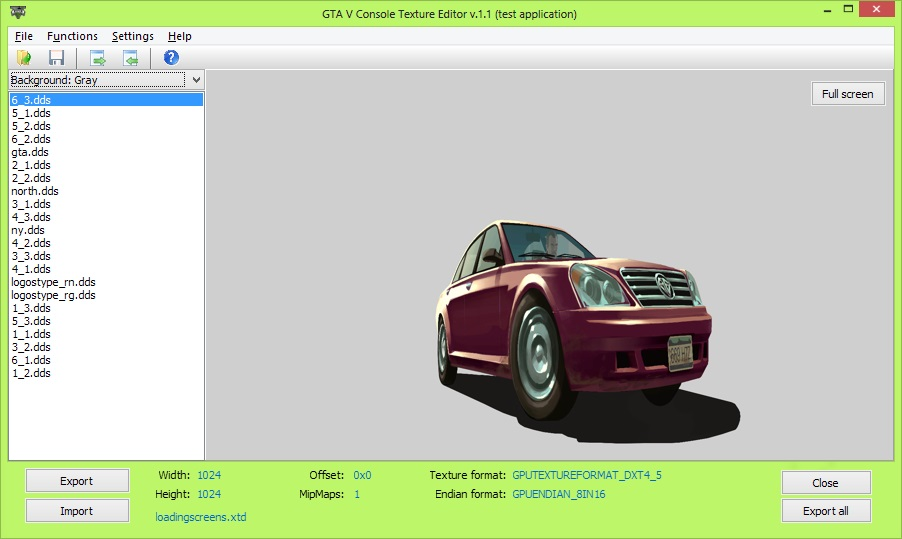 GTA V Console Texture Editor v.1.1 (test application)
File Functions Settings Help
Background: Gray
Full screen
6_3.dds
5_1.dds
5_2.dds
6_2.dds
gta.dds
2_1.dds
2_2.dds
north.dds
3_1.dds
4_3.dds
ny.dds
4_2.dds
3_3.dds
4_1.dds
logostype_rn.dds
logostype_rg.dds
1_3.dds
5_3.dds
1_1.dds
3_2.dds
6_1.dds
1_2.dds
Export Width: 1024 Offset: 0x0 Texture format: GPUTEXTUREFORMAT_DXT4_5 Close
Height: 1024 MipMaps: 1 Endian format: GPUENDIAN_8IN16
Import loadingscreens.xtd Export all